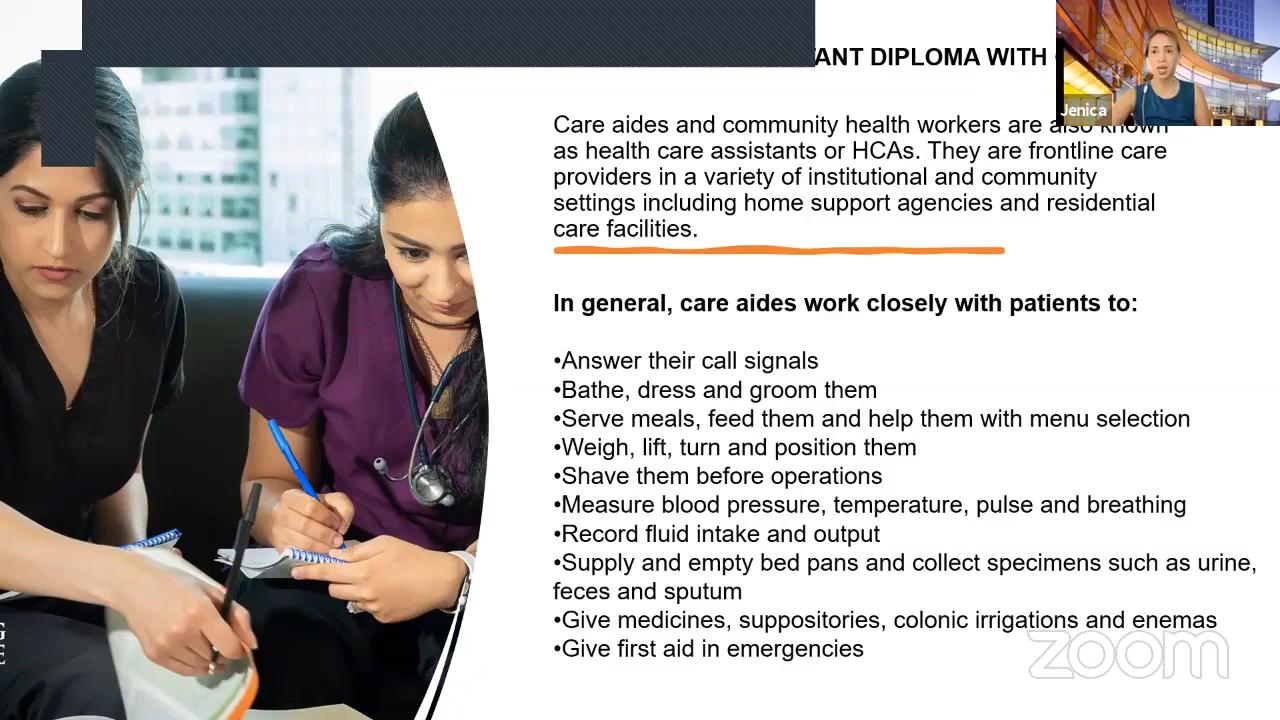 ANT DIPLOMA WITH
Jenica
Care aides and community health workers are also known
as health care assistants or HCAs. They are frontline care
providers in a variety of institutional and community
settings including home support agencies and residential
care facilities.
In general, care aides work closely with patients to:
•Answer their call signals
•Bathe, dress and groom them
•Serve meals, feed them and help them with menu selection
•Weigh, lift, turn and position them
•Shave them before operations
•Measure blood pressure, temperature, pulse and breathing
•Record fluid intake and output
•Supply and empty bed pans and collect specimens such as urine,
feces and sputum
•Give medicines, suppositories, colonic irrigations and enemas
•Give first aid in emergencies
zoom